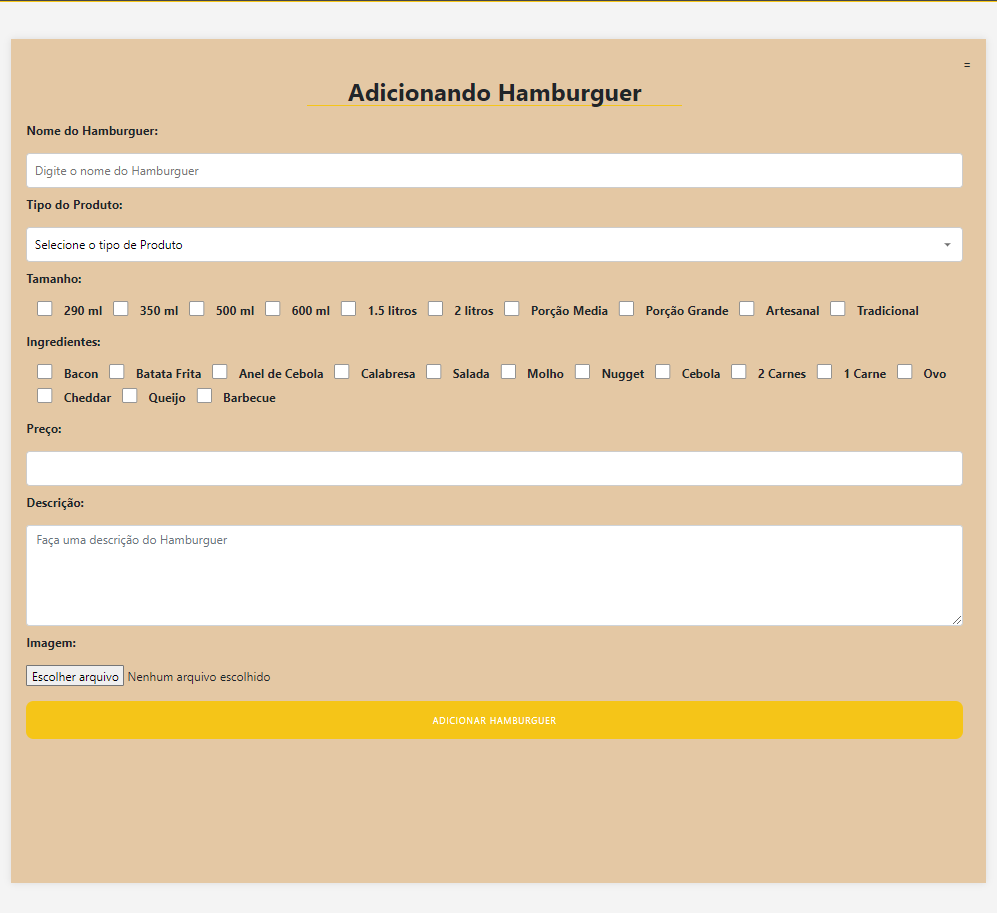 =
Adicionando Hamburguer
Nome do Hamburguer:
Digite o nome do Hamburguer
Tipo do Produto:
Selecione o tipo de Produto
Tamanho:
290 ml 350 ml 500 ml 600 ml 1.5 litros 2 litros Porção Media Porção Grande Artesanal Tradicional
Ingredientes:
Bacon Batata Frita Anel de Cebola Calabresa Salada Molho Nugget Cebola 2 Carnes 1 Carne Ovo
Cheddar Queijo Barbecue
Preço:
Descrição:
Faça uma descrição do Hamburguer
Imagem:
Escolher arquivo Nenhum arquivo escolhido
ADICIONAR HAMBURGUER